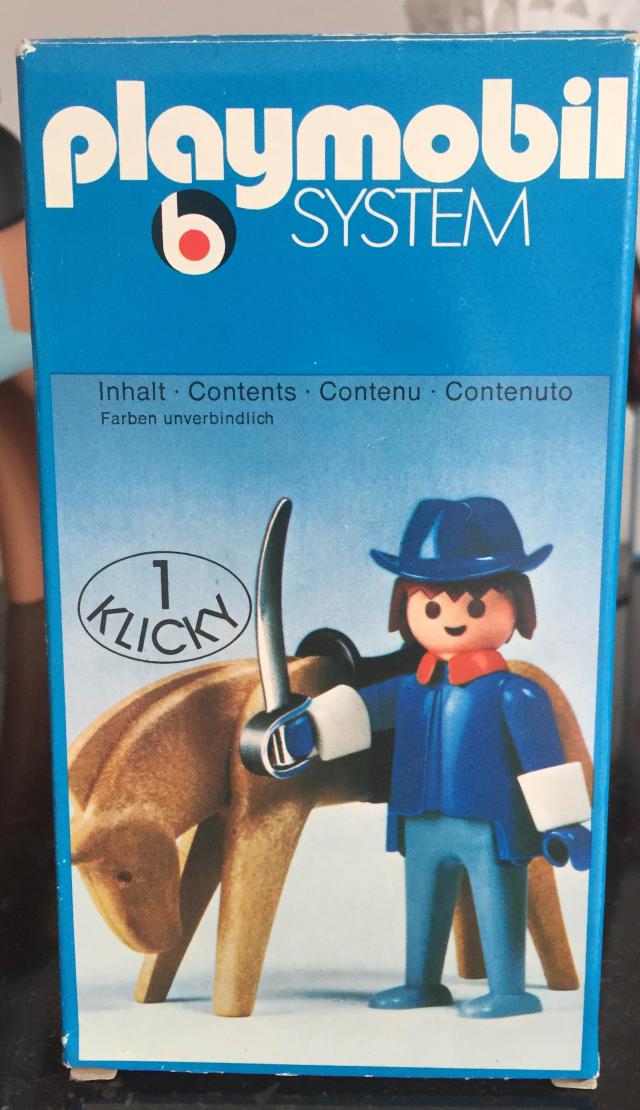 playmobil
b SYSTEM
Inhalt · Contents · Contenu · Contenuto
Farben unverbindlich
1
KLICKY